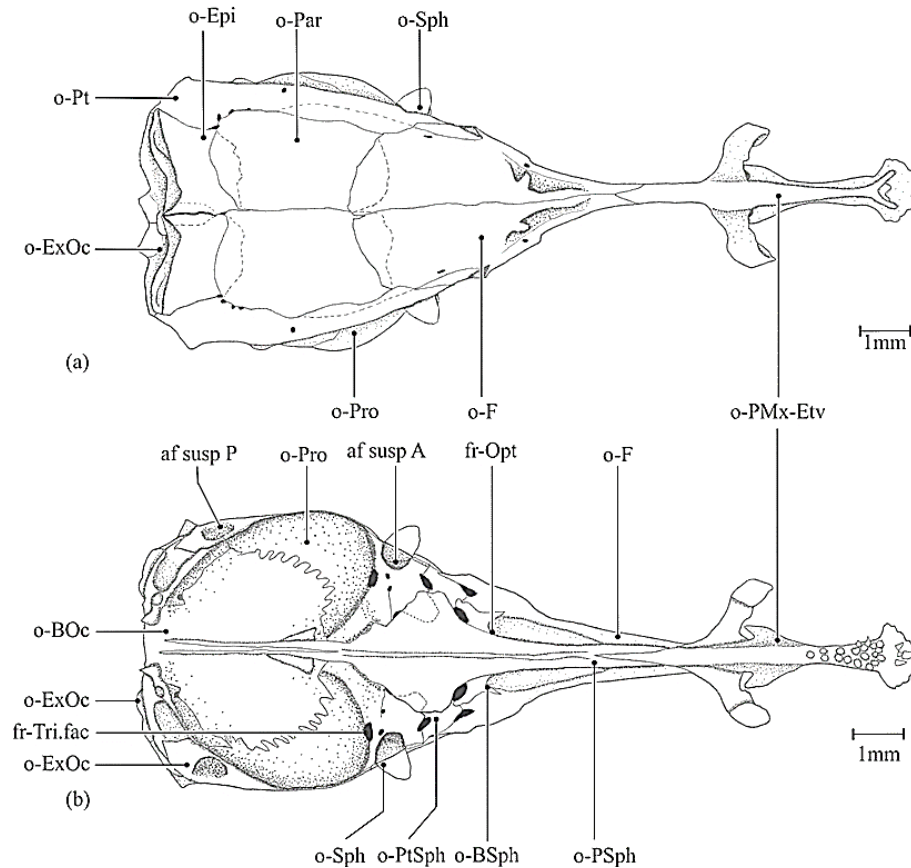 o-Epi o-Par o-Sph
o-Pt
o-ExOc
1mm
(a)
o-Pro o-F o-PMx-Etv
af susp P o-Pro af susp A fr-Opt o-F
o-BOc
o-ExOc
fr-Tri.fac
1mm
o-ExOc
(b)
o-Sph o-PtSph o-BSph o-PSph